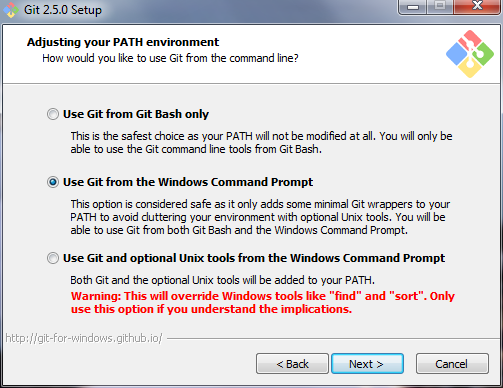 Git 2.5.0 Setup
Adjusting your PATH environment
How would you like to use Git from the command line?
Use Git from Git Bash only
This is the safest choice as your PATH will not be modified at all. You will only
be able to use the Git command line tools from Git Bash.
Use Git from the Windows Command Prompt
This option is considered safe as it only adds some minimal Git wrappers to your
PATH to avoid cluttering your environment with optional Unix tools. You will be
able to use Git from both Git Bash and the Windows Command Prompt.
Use Git and optional Unix tools from the Windows Command Prompt
Both Git and the optional Unix tools will be added to your PATH.
Warning: This will override Windows tools like "find" and "sort". Only
use this option if you understand the implications.
http://git-for-windows.github.io/
< Back
Next >
Cancel